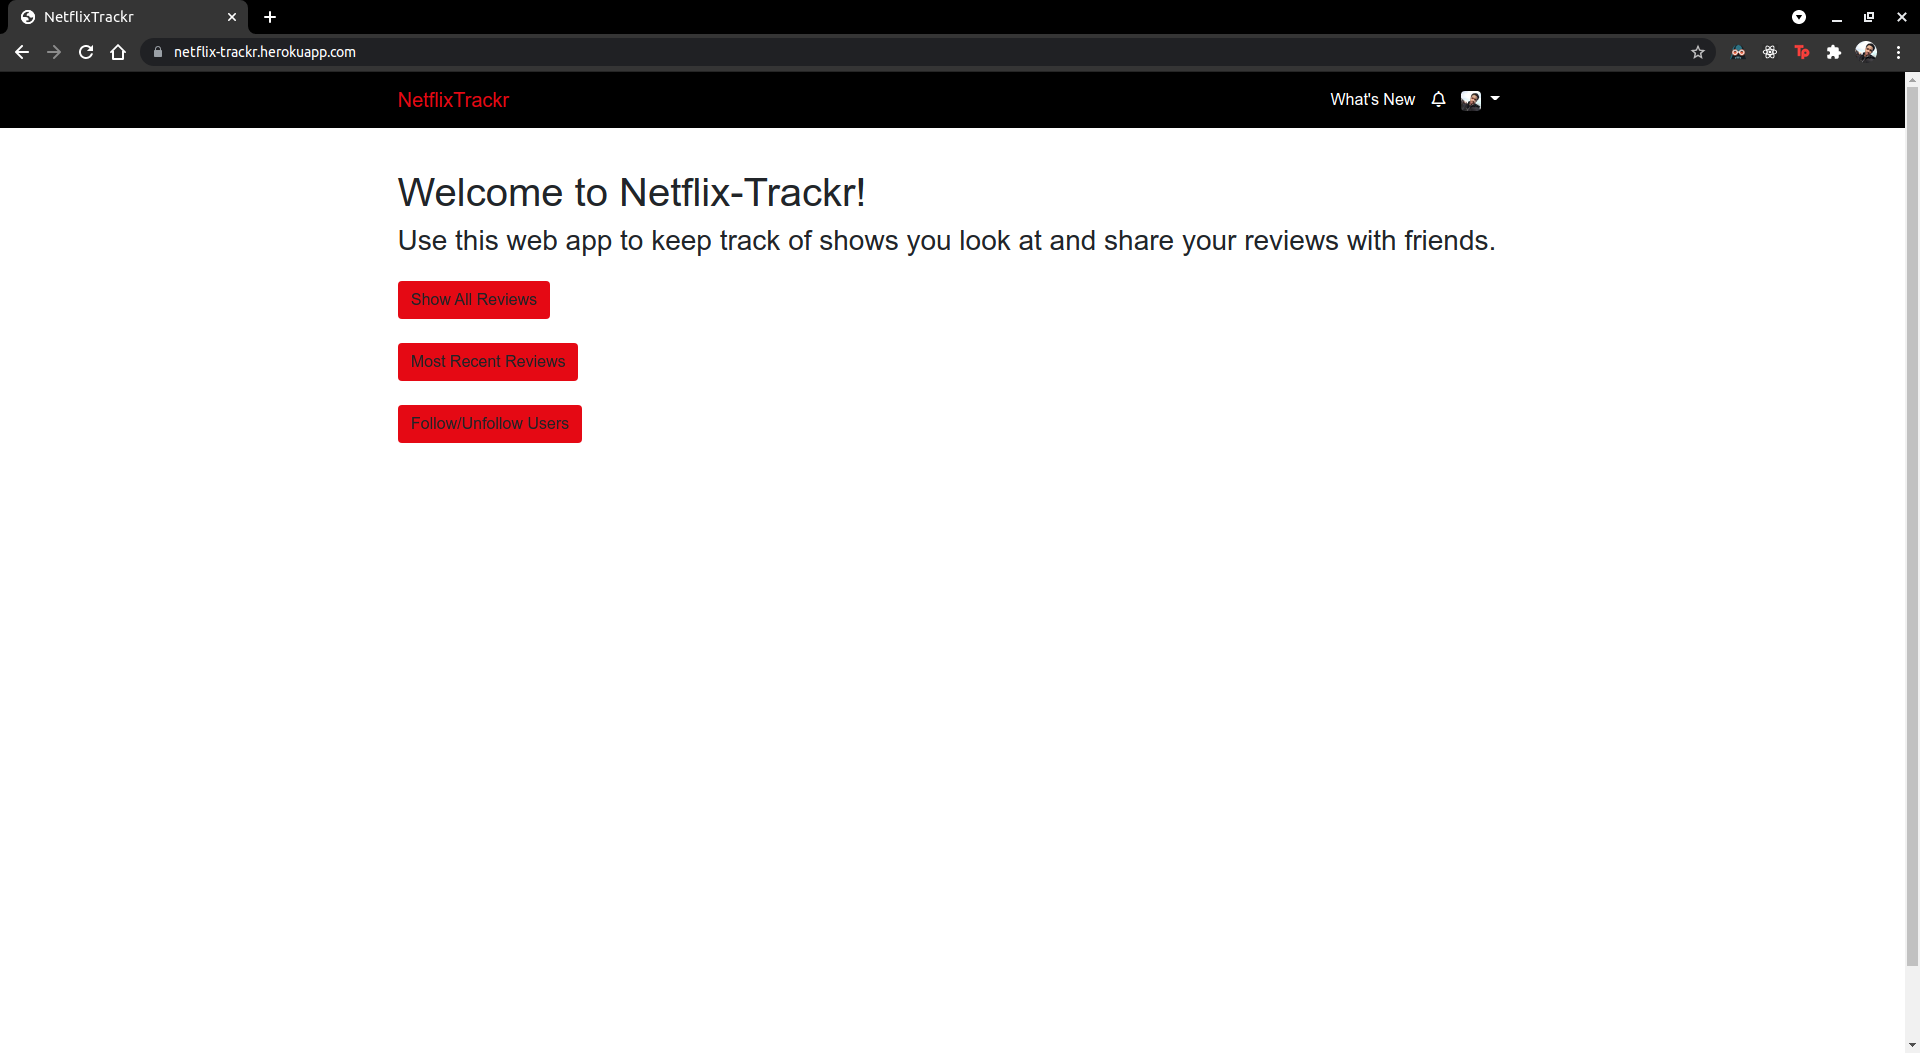 NetflixTrackr
netflix-trackr.herokuapp.com
Tp
NetflixTrackr
What's New
Welcome to Netflix-Trackr!
Use this web app to keep track of shows you look at and share your reviews with friends.
Show All Reviews
Most Recent Reviews
Follow/Unfollow Users